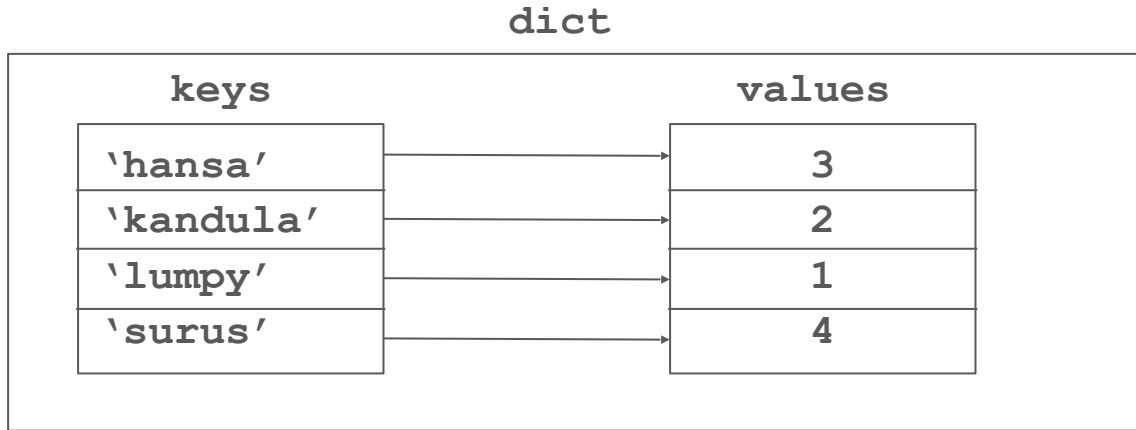 dict
keys values
‘hansa’ 3
‘kandula’ 2
‘lumpy’ 1
‘surus’ 4